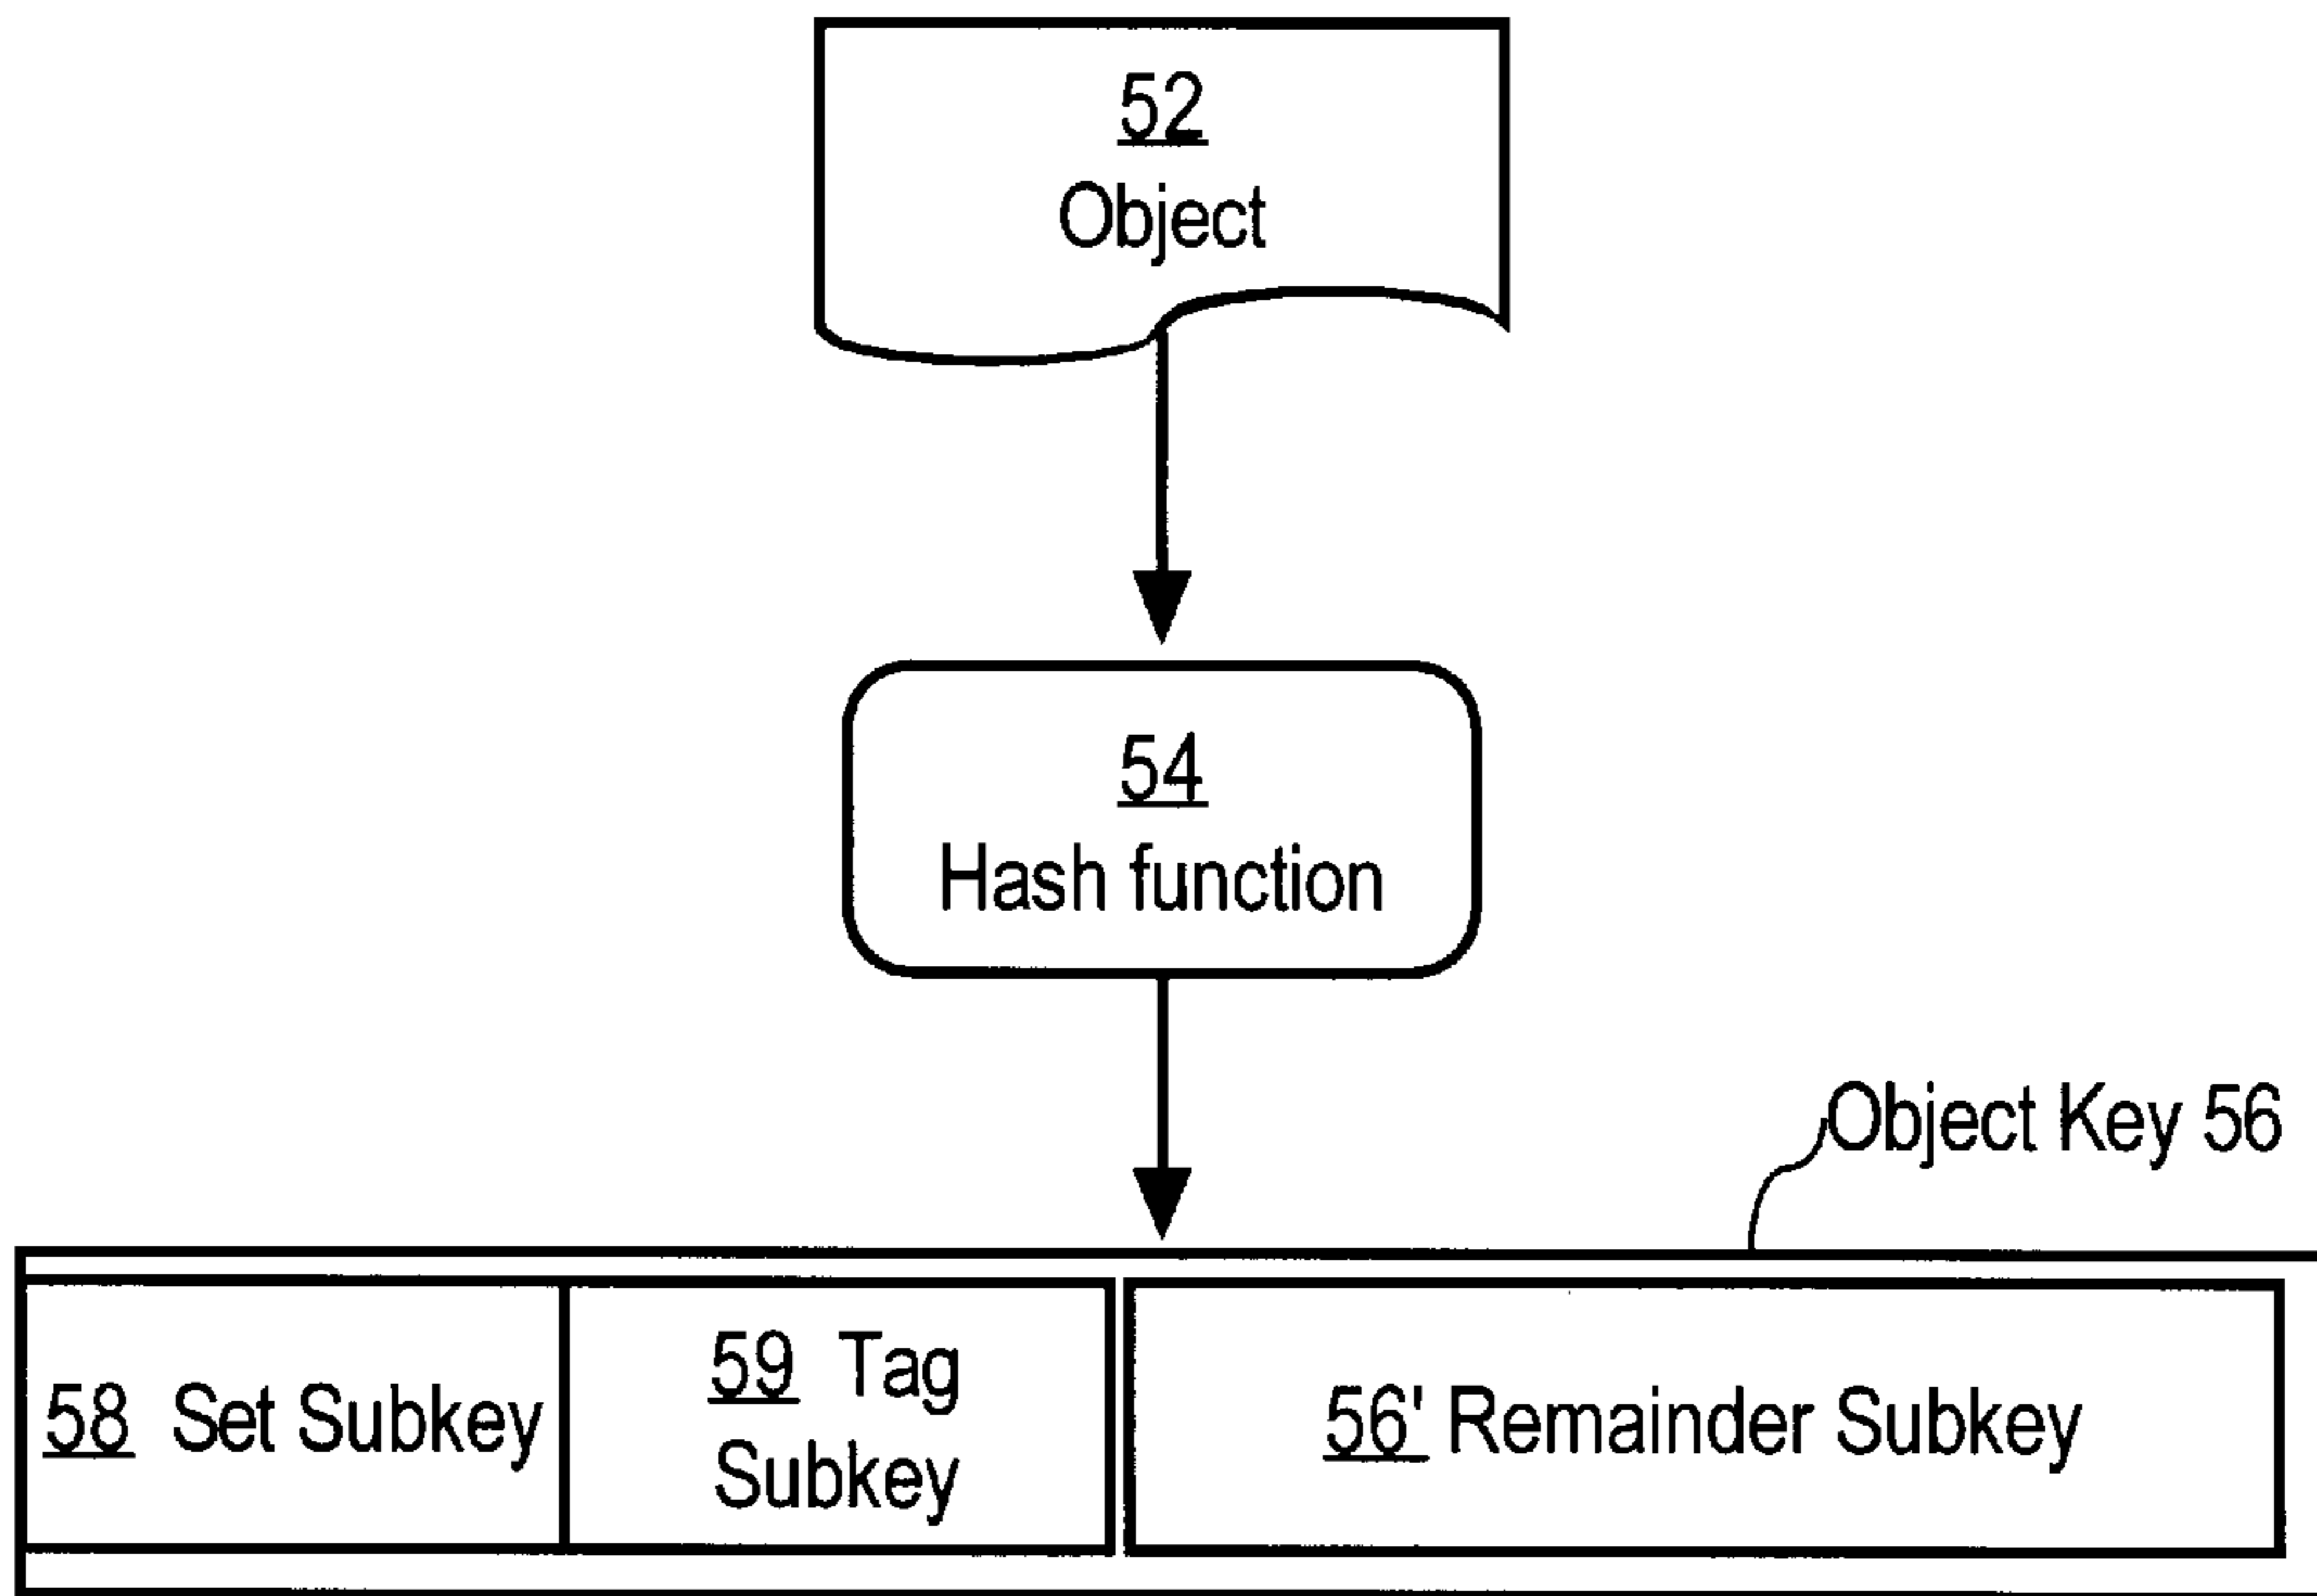 52
Object
54
Hash function
Object Key 56
58 Set Subkey
59 Tag
Subkey
56' Remainder Subkey